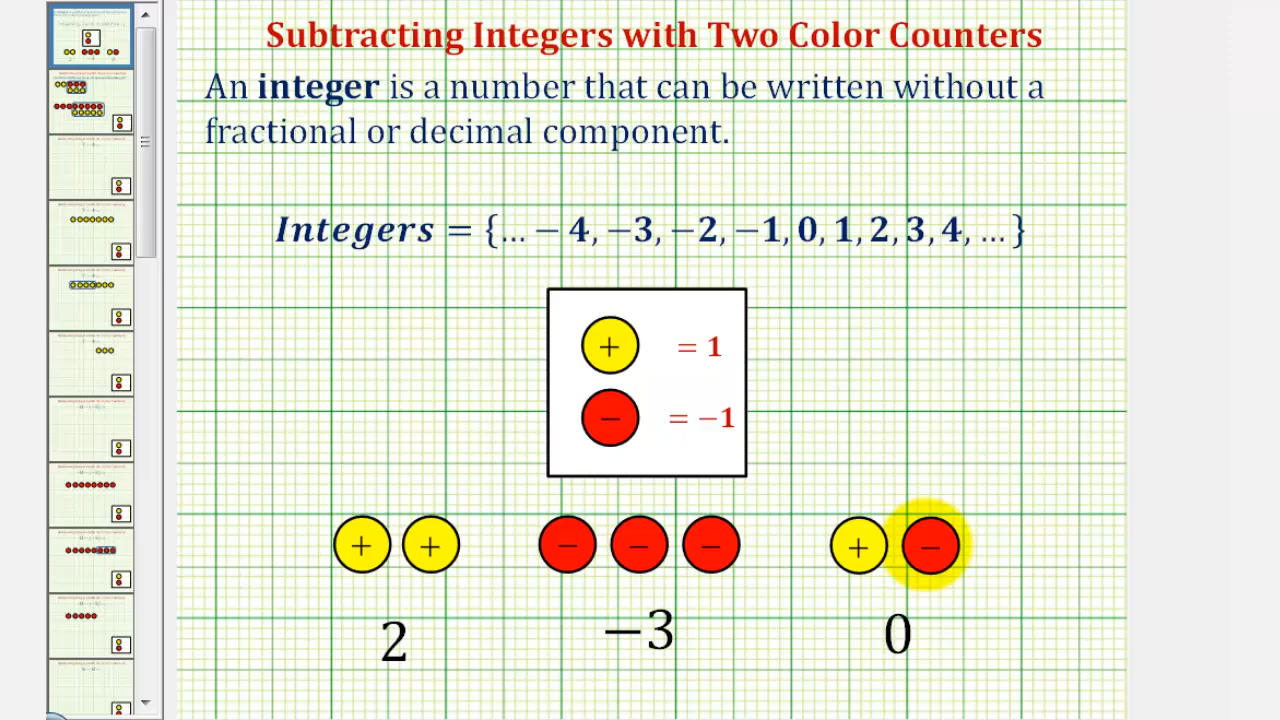 Subtracting Integers with Two Color Counters
An integer is a number that can be written without a
fractional or decimal component.
Integers = {… − 4, −3, −2, −1, 0, 1, 2, 3, 4, … }
+ = 1
− = −1
+ + − − − + −
2 −3 0